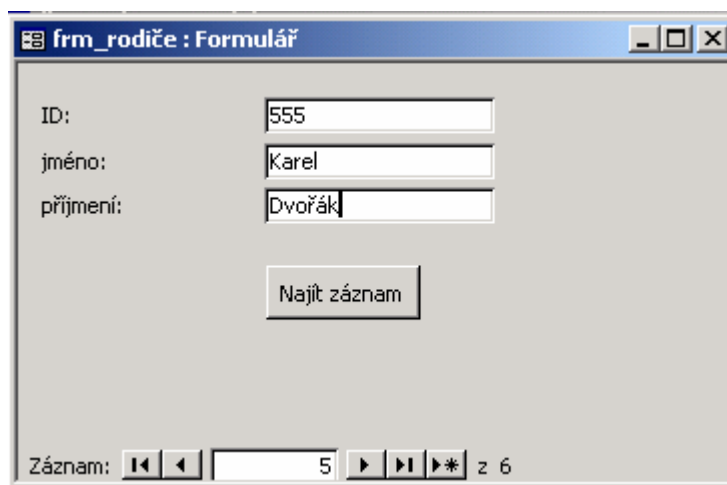 frm_rodiče : Formulář
ID: 555
jméno: Karel
příjmení: Dvořák
Najít záznam
Záznam: 5 z 6